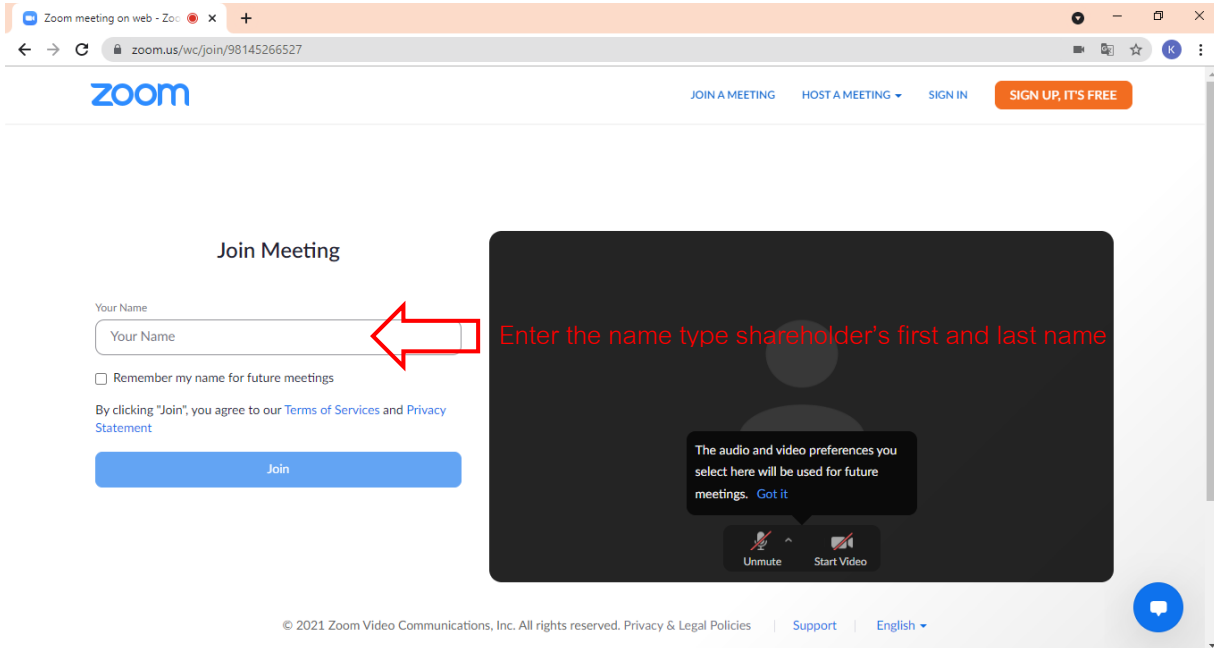 Zoom meeting on web - Zoo
zoom.us/wc/join/98145266527
K
zoom
JOIN A MEETING
HOST A MEETING
SIGN IN
SIGN UP, IT'S FREE
Join Meeting
Your Name
Your Name
Enter the name type shareholder's first and last name
Remember my name for future meetings
By clicking "Join", you agree to our Terms of Services and Privacy
Statement
Join
The audio and video preferences you
select here will be used for future
meetings. Got it
Unmute
Start Video
© 2021 Zoom Video Communications, Inc. All rights reserved. Privacy & Legal Policies
Support
English